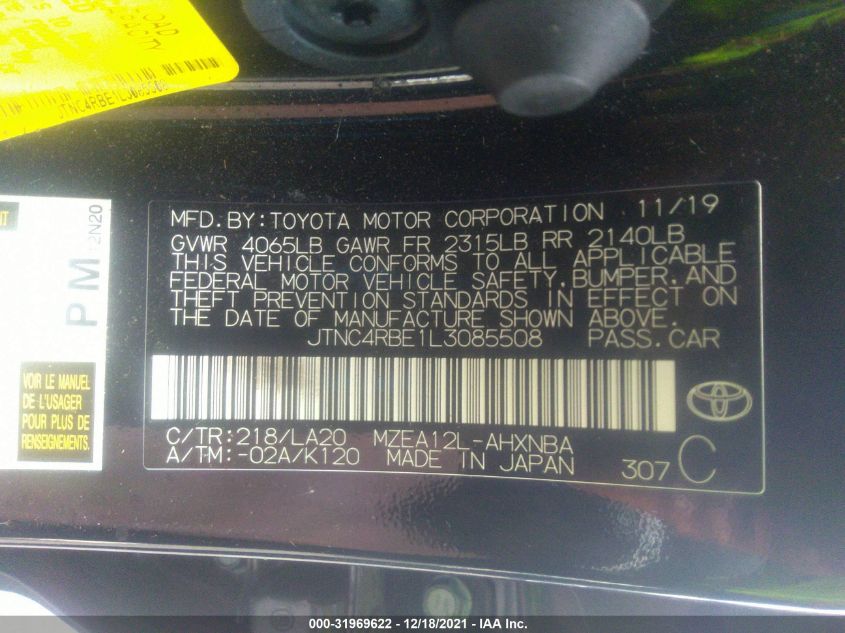 JTNC4RBE1L3085508
MFD.BY:TOYOTA MOTOR CORPORATION 11/19
GVWR 4065LB GAWR FR 2315LB RR 2140LB
THIS VEHICLE CONFORMS TO ALL APPLICABLE
FEDERAL MOTOR VEHICLE SAFETY,BUMPER,AND
THEFT PREVENTION STANDARDS IN EFFECT ON
THE DATE OF MANUFACTURE SHOWN ABOVE.
JTNC4RBE1L3085508 PASS.CAR
C/TR:218/LA20 MZEA12L-AHXNBA
A/TM:-02A/K120 MADE IN JAPAN 307 C
PM
2N20
VOIR LE MANUEL
DE L'USAGER
POUR PLUS DE
RENSEIGNEMENTS
000-31969622 - 12/18/2021 - IAA Inc.